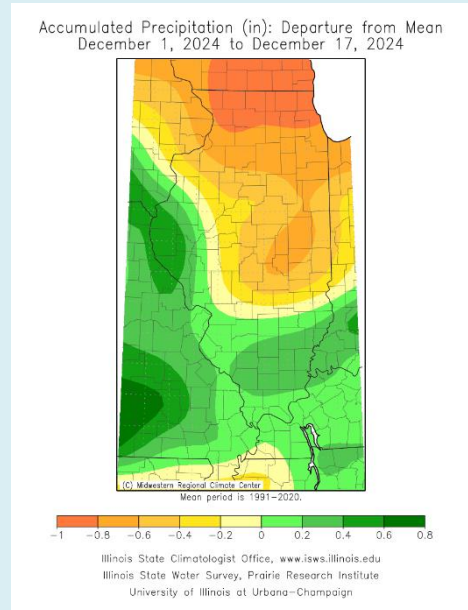 Accumulated Precipitation (in): Departure from Mean
December 1, 2024 to December 17, 2024
(C) Midwestern Regional Climate Center
Mean period is 1991-2020.
-1 -0.8 -0.6 -0.4 -0.2 0 0.2 0.4 0.6 0.8
Illinois State Climatologist Office, www.isws.illinois.edu
Illinois State Water Survey, Prairie Research Institute
University of Illinois at Urbana-Champaign